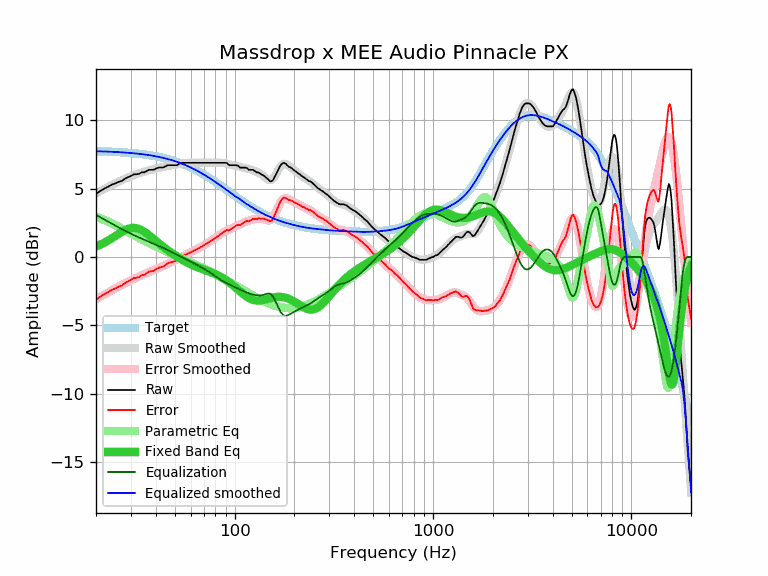 Massdrop x MEE Audio Pinnacle PX
Amplitude (dBr)
10
5
0
−5
−10
−15
Target
Raw Smoothed
Error Smoothed
Raw
Error
Parametric Eq
Fixed Band Eq
Equalization
Equalized smoothed
100
1000
10000
Frequency (Hz)